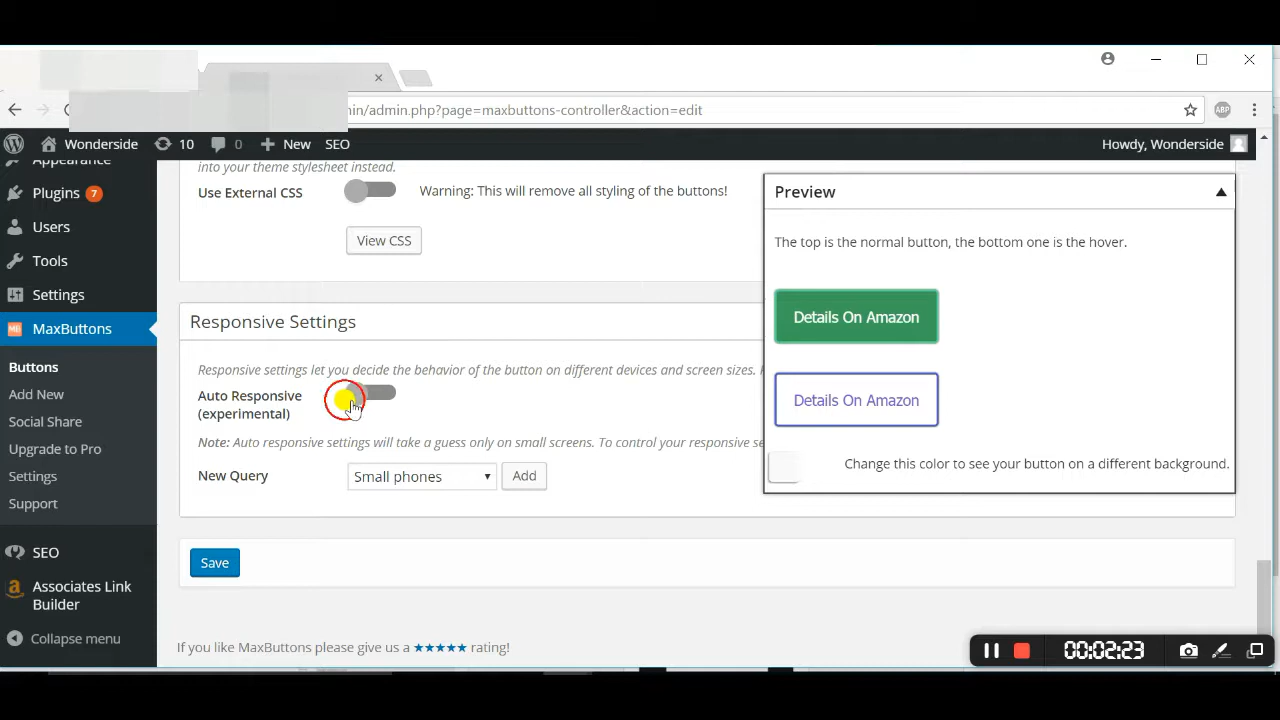 min/admin.php?page=maxbuttons-controller&action=edit
ABP
Wonderside
10
0
New
SEO
Howdy, Wonderside
Appearance
Plugins 7
Users
Tools
Settings
MaxButtons
Buttons
Add New
Social Share
Upgrade to Pro
Settings
Support
SEO
Associates Link
Builder
Collapse menu
into your theme stylesheet instead.
Use External CSS
Warning: This will remove all styling of the buttons!
View CSS
Responsive Settings
Responsive settings let you decide the behavior of the button on different devices and screen sizes.
Auto Responsive
(experimental)
Note: Auto responsive settings will take a guess only on small screens. To control your responsive se
New Query
Small phones
Add
Save
If you like MaxButtons please give us a ★★★★★ rating!
Preview
The top is the normal button, the bottom one is the hover.
Details On Amazon
Details On Amazon
Change this color to see your button on a different background.
00:02:23